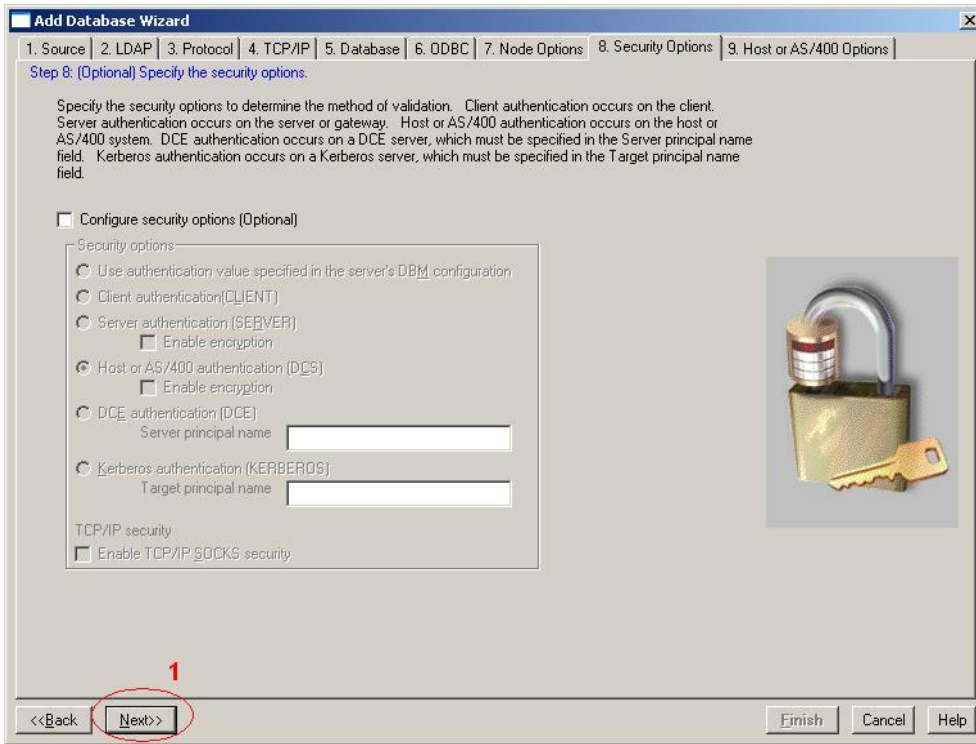 Add Database Wizard
1. Source 2. LDAP 3. Protocol 4. TCP/IP 5. Database 6. ODBC 7. Node Options 8. Security Options 9. Host or AS/400 Options
Step 8: (Optional) Specify the security options.
Specify the security options to determine the method of validation. Client authentication occurs on the client.
Server authentication occurs on the server or gateway. Host or AS/400 authentication occurs on the host or
AS/400 system. DCE authentication occurs on a DCE server, which must be specified in the Server principal name
field. Kerberos authentication occurs on a Kerberos server, which must be specified in the Target principal name
field.
Configure security options (Optional)
Security options
Use authentication value specified in the server's DBM configuration
Client authentication(CLIENT)
Server authentication (SERVER)
Enable encryption
Host or AS/400 authentication (DCS)
Enable encryption
DCE authentication (DCE)
Server principal name
Kerberos authentication (KERBEROS)
Target principal name
TCP/IP security
Enable TCP/IP SOCKS security
1
<<Back Next>> Finish Cancel Help